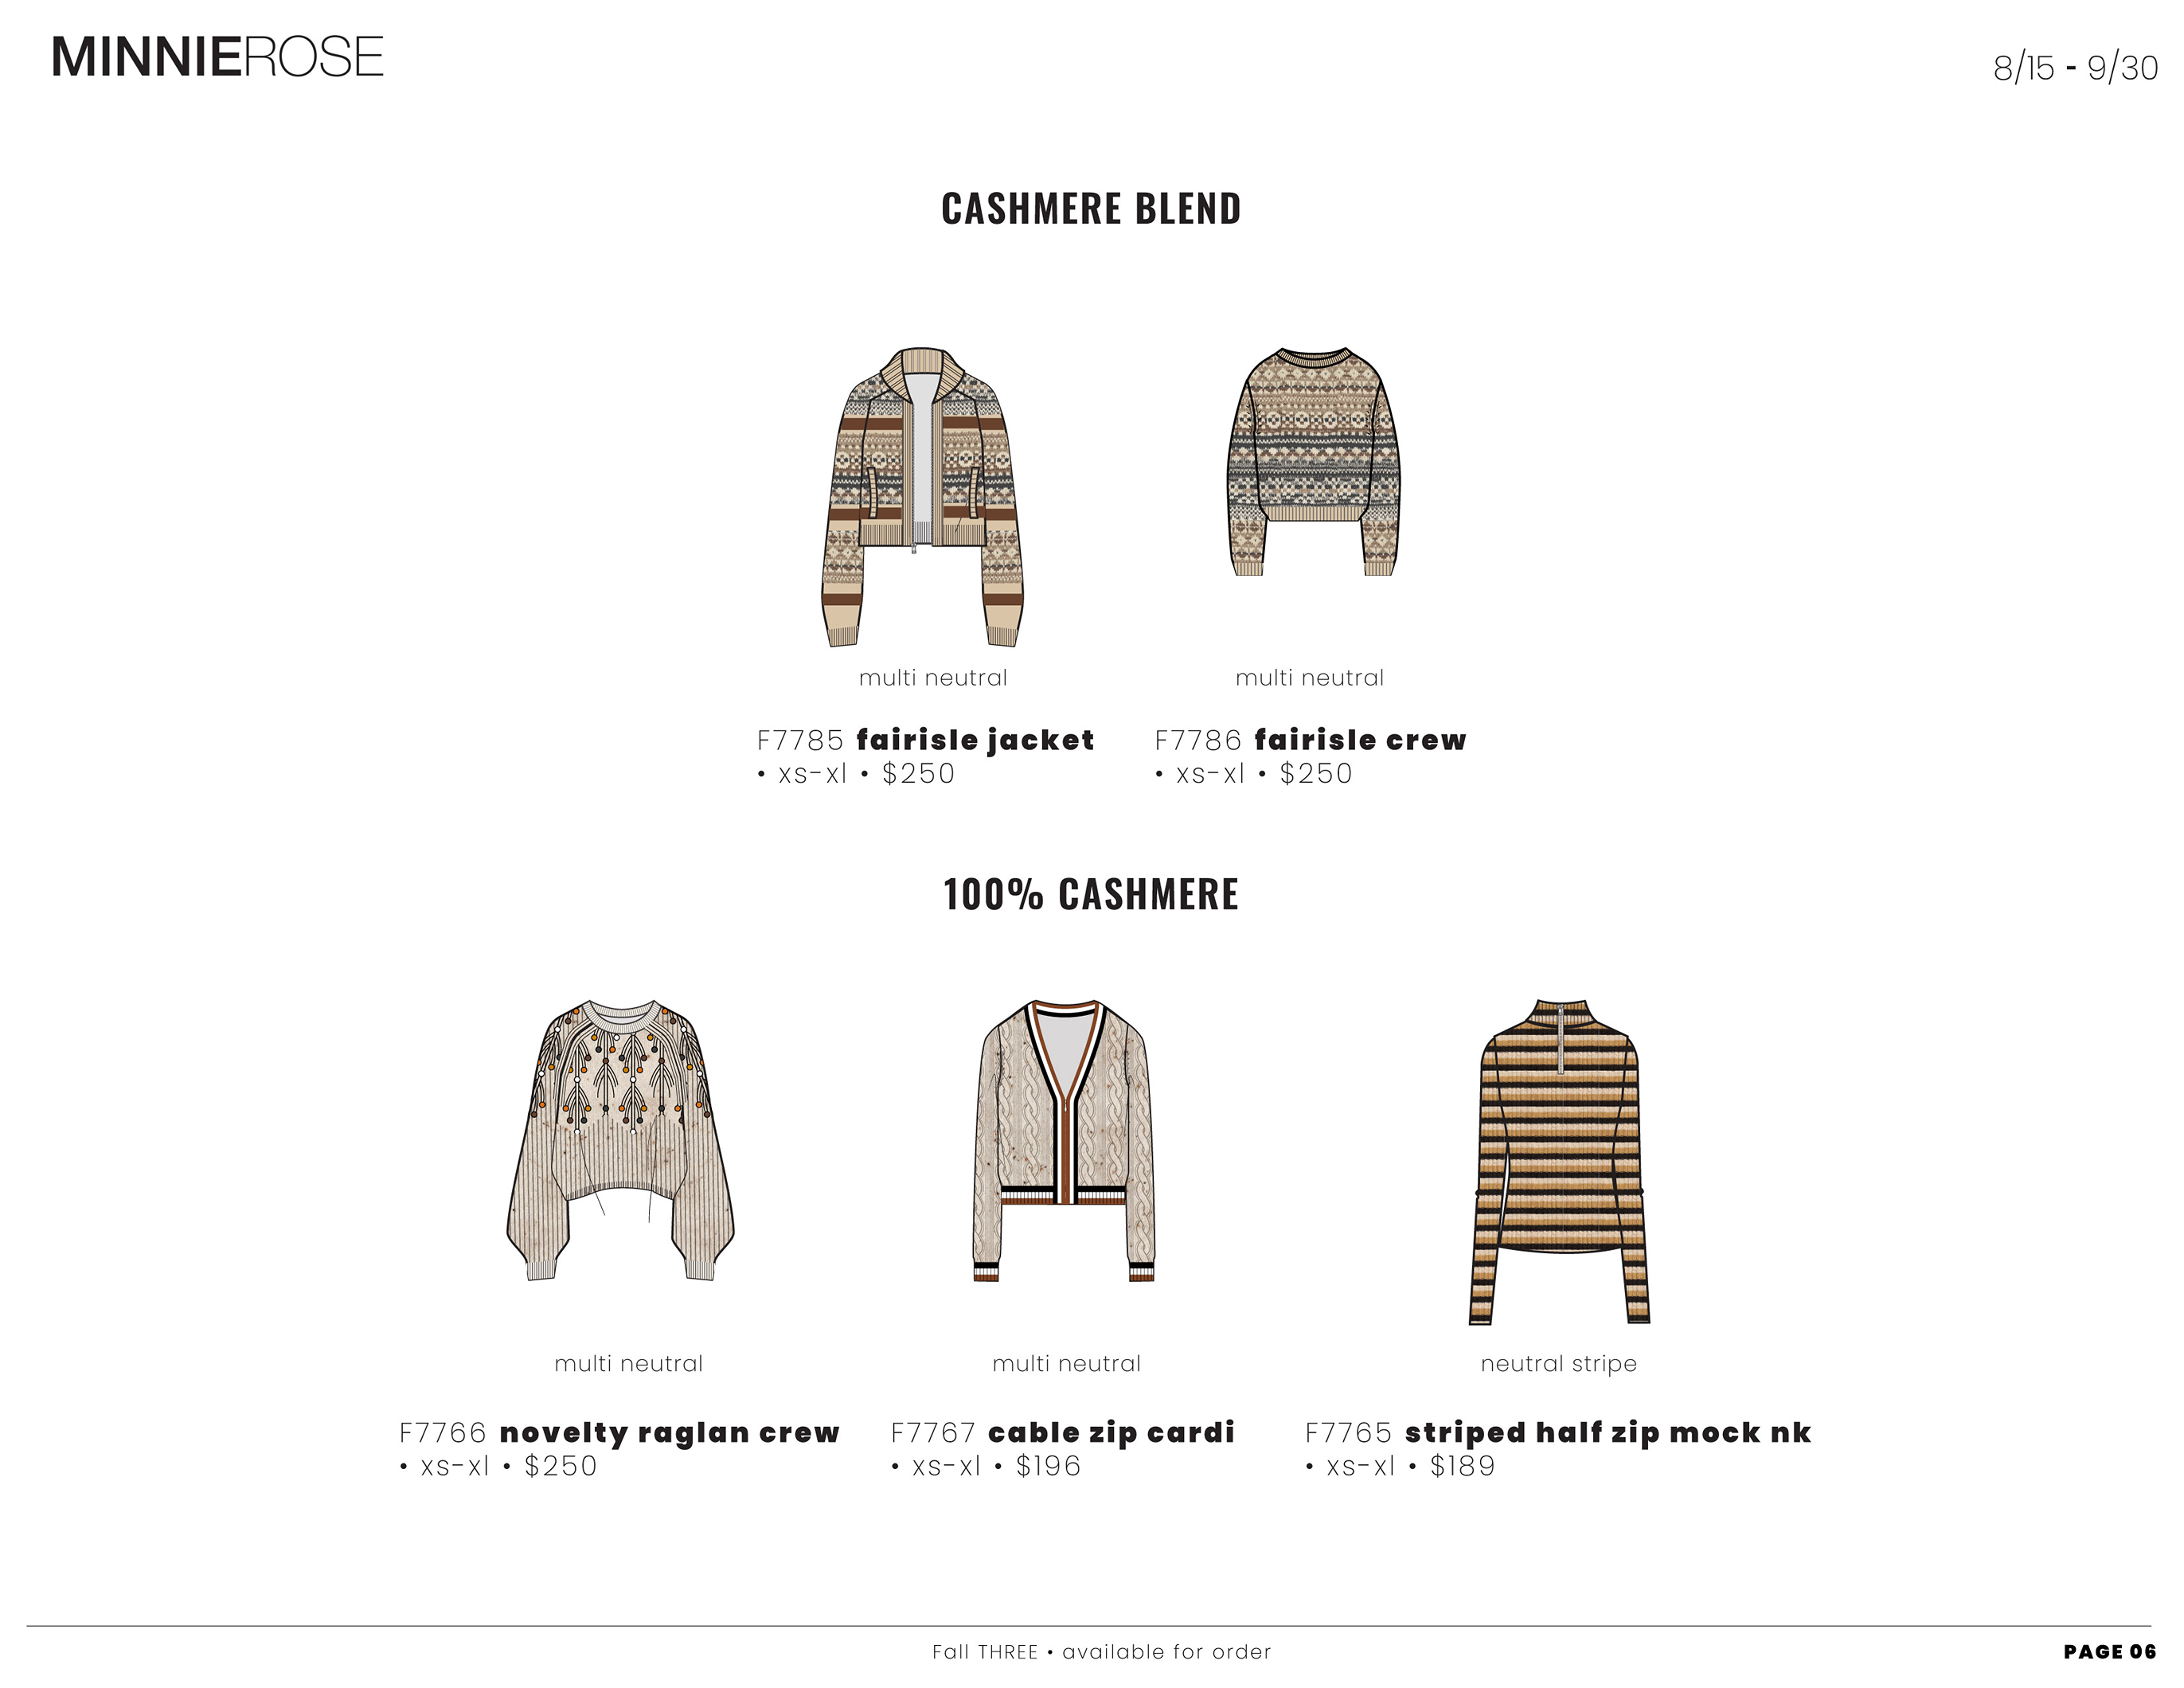 MINNIEROSE
8/15 - 9/30
CASHMERE BLEND
multi neutral
multi neutral
F7785 fairisle jacket
• xs-xl • $250
F7786 fairisle crew
• xs-xl • $250
100% CASHMERE
multi neutral
multi neutral
neutral stripe
F7766 novelty raglan crew
• xs-xl • $250
F7767 cable zip cardi
• xs-xl • $196
F7765 striped half zip mock nk
• xs-xl • $189
Fall THREE • available for order
PAGE 06